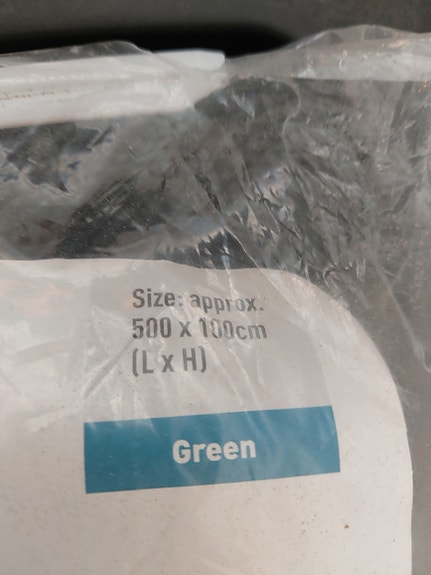 Size: approx.
500 x 100cm
(L x H)
Green